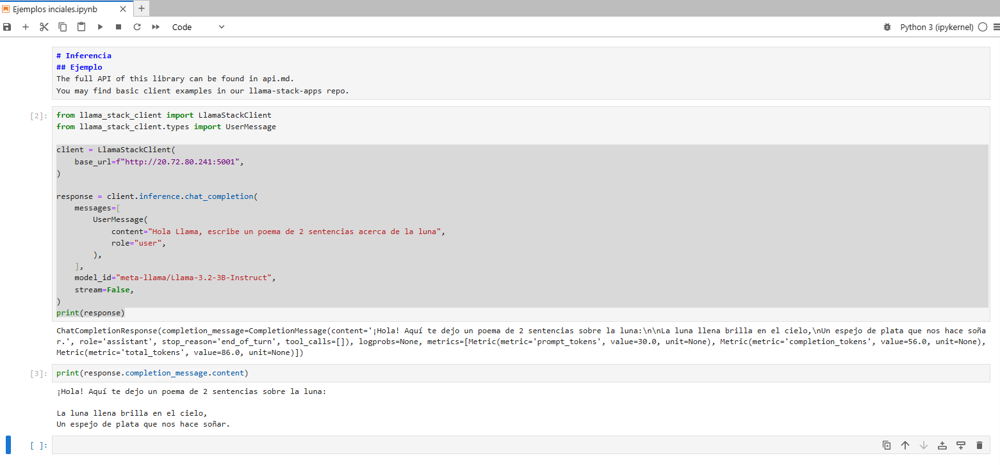 Ejemplos inciales.ipynb
Code
Python 3 (ipykernel)
# Inferencia
## Ejemplo
The full API of this library can be found in api.md.
You may find basic client examples in our llama-stack-apps repo.
[2]:
from llama_stack_client import LlamaStackClient
from llama_stack_client.types import UserMessage
client = LlamaStackClient(
    base_url=f"http://20.72.80.241:5001",
)
response = client.inference.chat_completion(
    messages=[
        UserMessage(
            content="Hola Llama, escribe un poema de 2 sentencias acerca de la luna",
            role="user",
        ),
    ],
    model_id="meta-llama/Llama-3.2-3B-Instruct",
    stream=False,
)
print(response)
ChatCompletionResponse(completion_message=CompletionMessage(content='¡Hola! Aquí te dejo un poema de 2 sentencias sobre la luna:\n\nLa luna llena brilla en el cielo,\nUn espejo de plata que nos hace soña
r.', role='assistant', stop_reason='end_of_turn', tool_calls=[]), logprobs=None, metrics=[Metric(metric='prompt_tokens', value=30.0, unit=None), Metric(metric='completion_tokens', value=56.0, unit=None),
Metric(metric='total_tokens', value=86.0, unit=None)])
[3]:
print(response.completion_message.content)
¡Hola! Aquí te dejo un poema de 2 sentencias sobre la luna:
La luna llena brilla en el cielo,
Un espejo de plata que nos hace soñar.
[ ]: